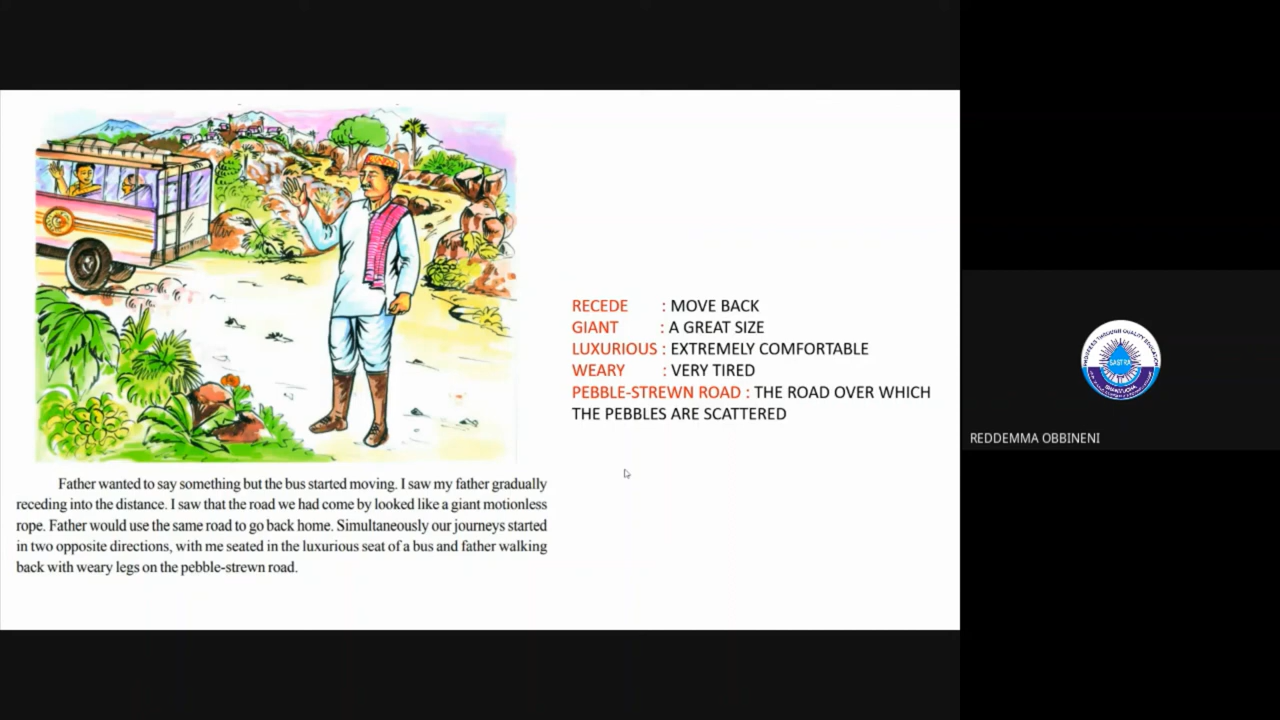 RECEDE : MOVE BACK
GIANT : A GREAT SIZE
LUXURIOUS : EXTREMELY COMFORTABLE
WEARY : VERY TIRED
PEBBLE-STREWN ROAD : THE ROAD OVER WHICH
THE PEBBLES ARE SCATTERED
Father wanted to say something but the bus started moving. I saw my father gradually
receding into the distance. I saw that the road we had come by looked like a giant motionless
rope. Father would use the same road to go back home. Simultaneously our journeys started
in two opposite directions, with me seated in the luxurious seat of a bus and father walking
back with weary legs on the pebble-strewn road.
SASTRA
REDDEMMA OBBINENI